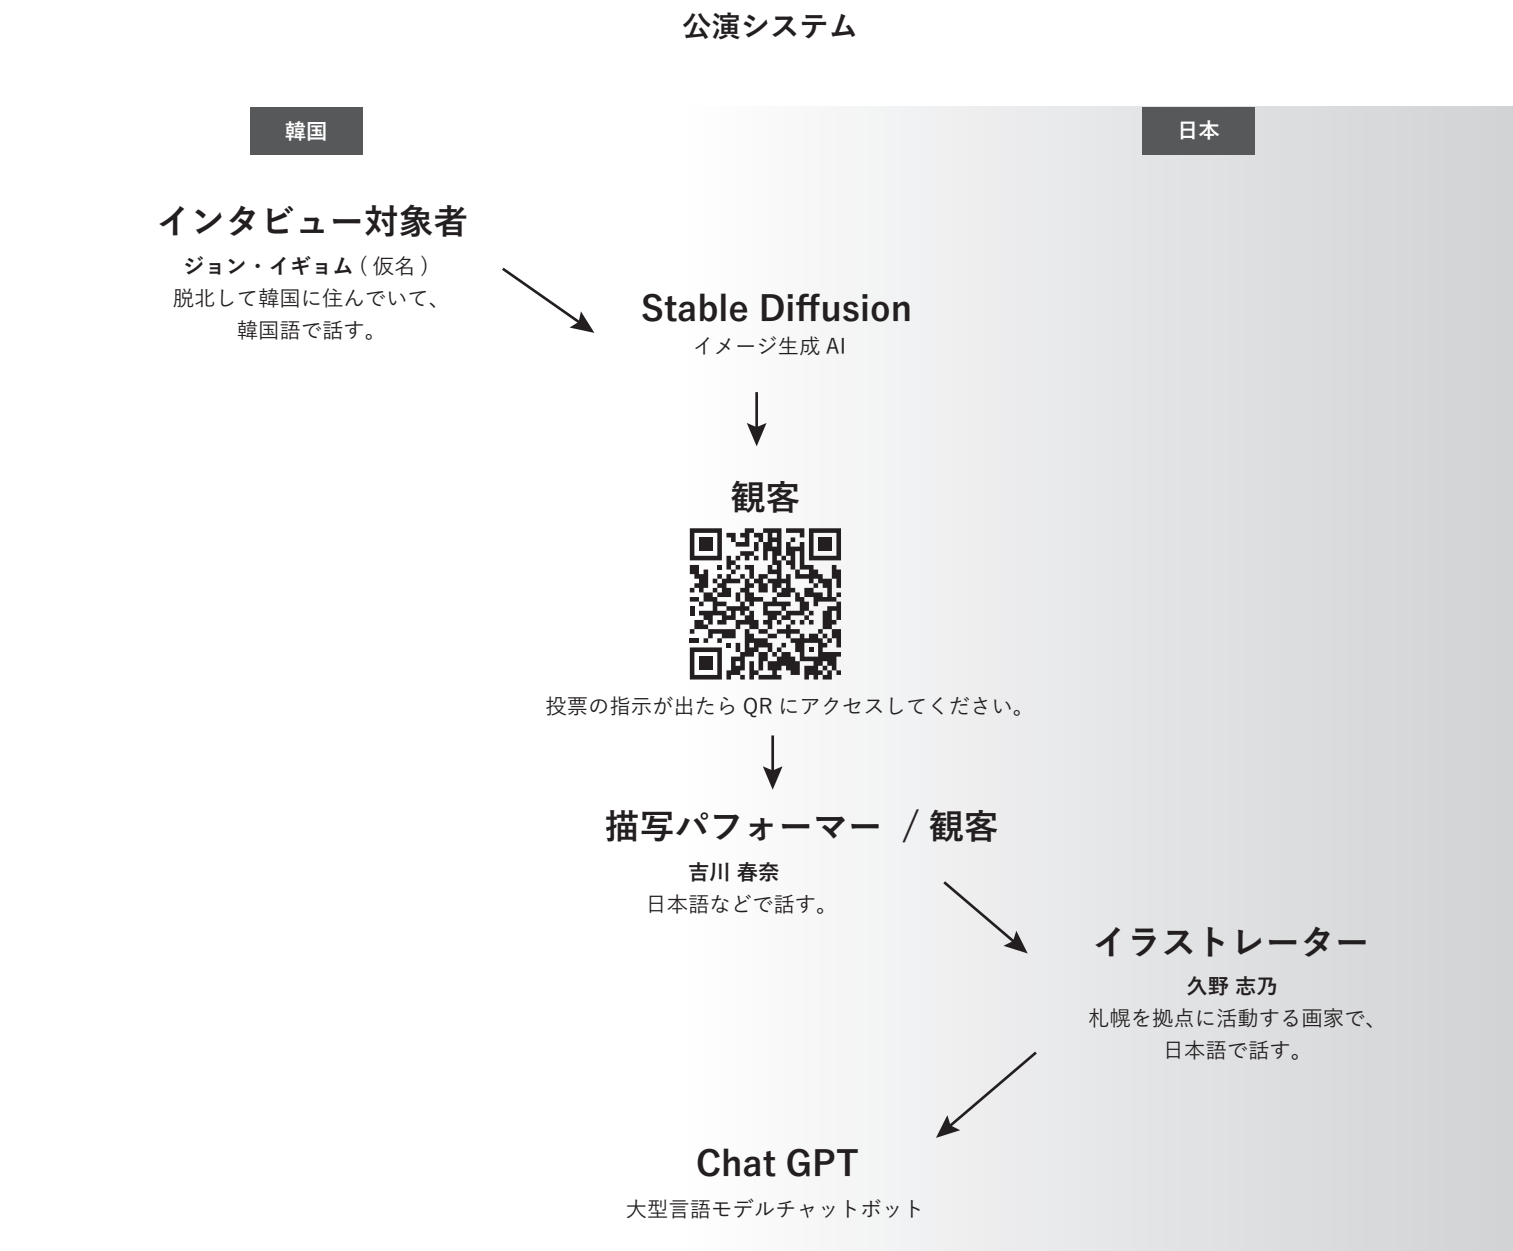 公演システム
韓国
日本
インタビュー対象者
ジョン・イギョム ( 仮名 )
脱北して韓国に住んでいて、
韓国語で話す。
Stable Diffusion
イメージ生成 AI
観客
投票の指示が出たら QR にアクセスしてください。
描写パフォーマー / 観客
吉川 春奈
日本語などで話す。
イラストレーター
久野 志乃
札幌を拠点に活動する画家で、
日本語で話す。
Chat GPT
大型言語モデルチャットボット